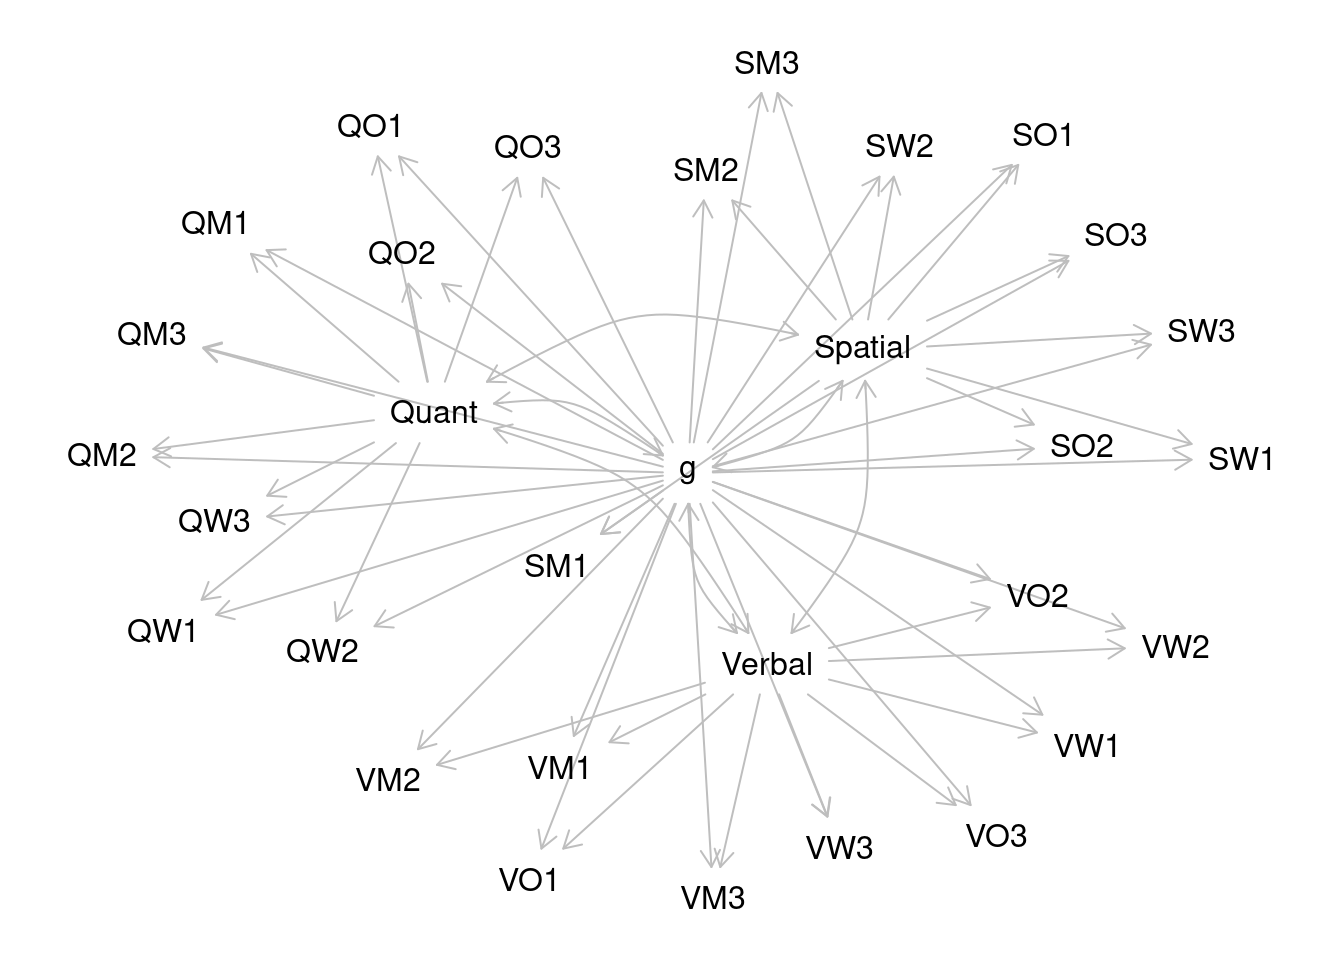 SM3
QO1
QO3
SM2
SW2
SO1
QM1
QO2
SO3
QM3
Spatial
SW3
Quant
QM2
g
SO2
SW1
QW3
SM1
VO2
QW1
QW2
Verbal
VW2
VM2
VM1
VW1
VO1
VM3
VW3
VO3